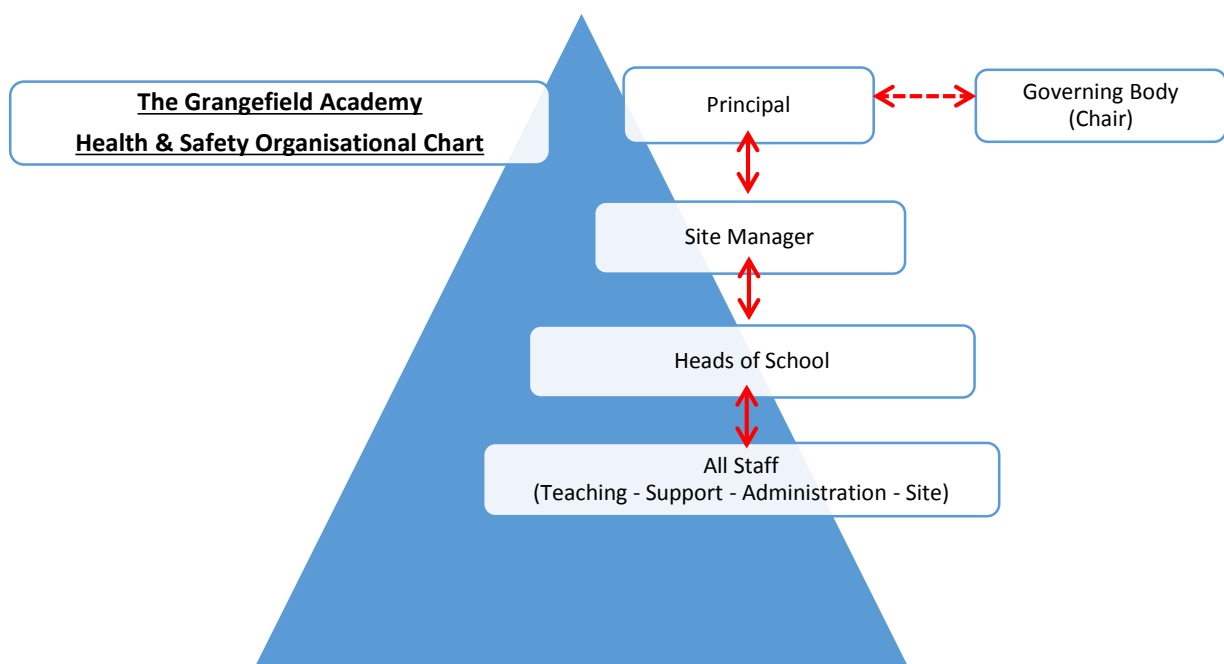 The Grangefield Academy
Health & Safety Organisational Chart
Principal
Governing Body
(Chair)
Site Manager
Heads of School
All Staff
(Teaching - Support - Administration - Site)